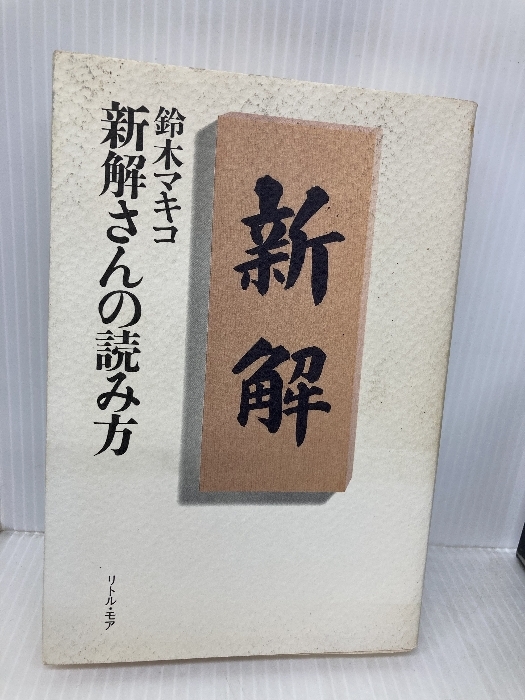 鈴木マキコ
新解さんの読み方
新解
リトル・モア